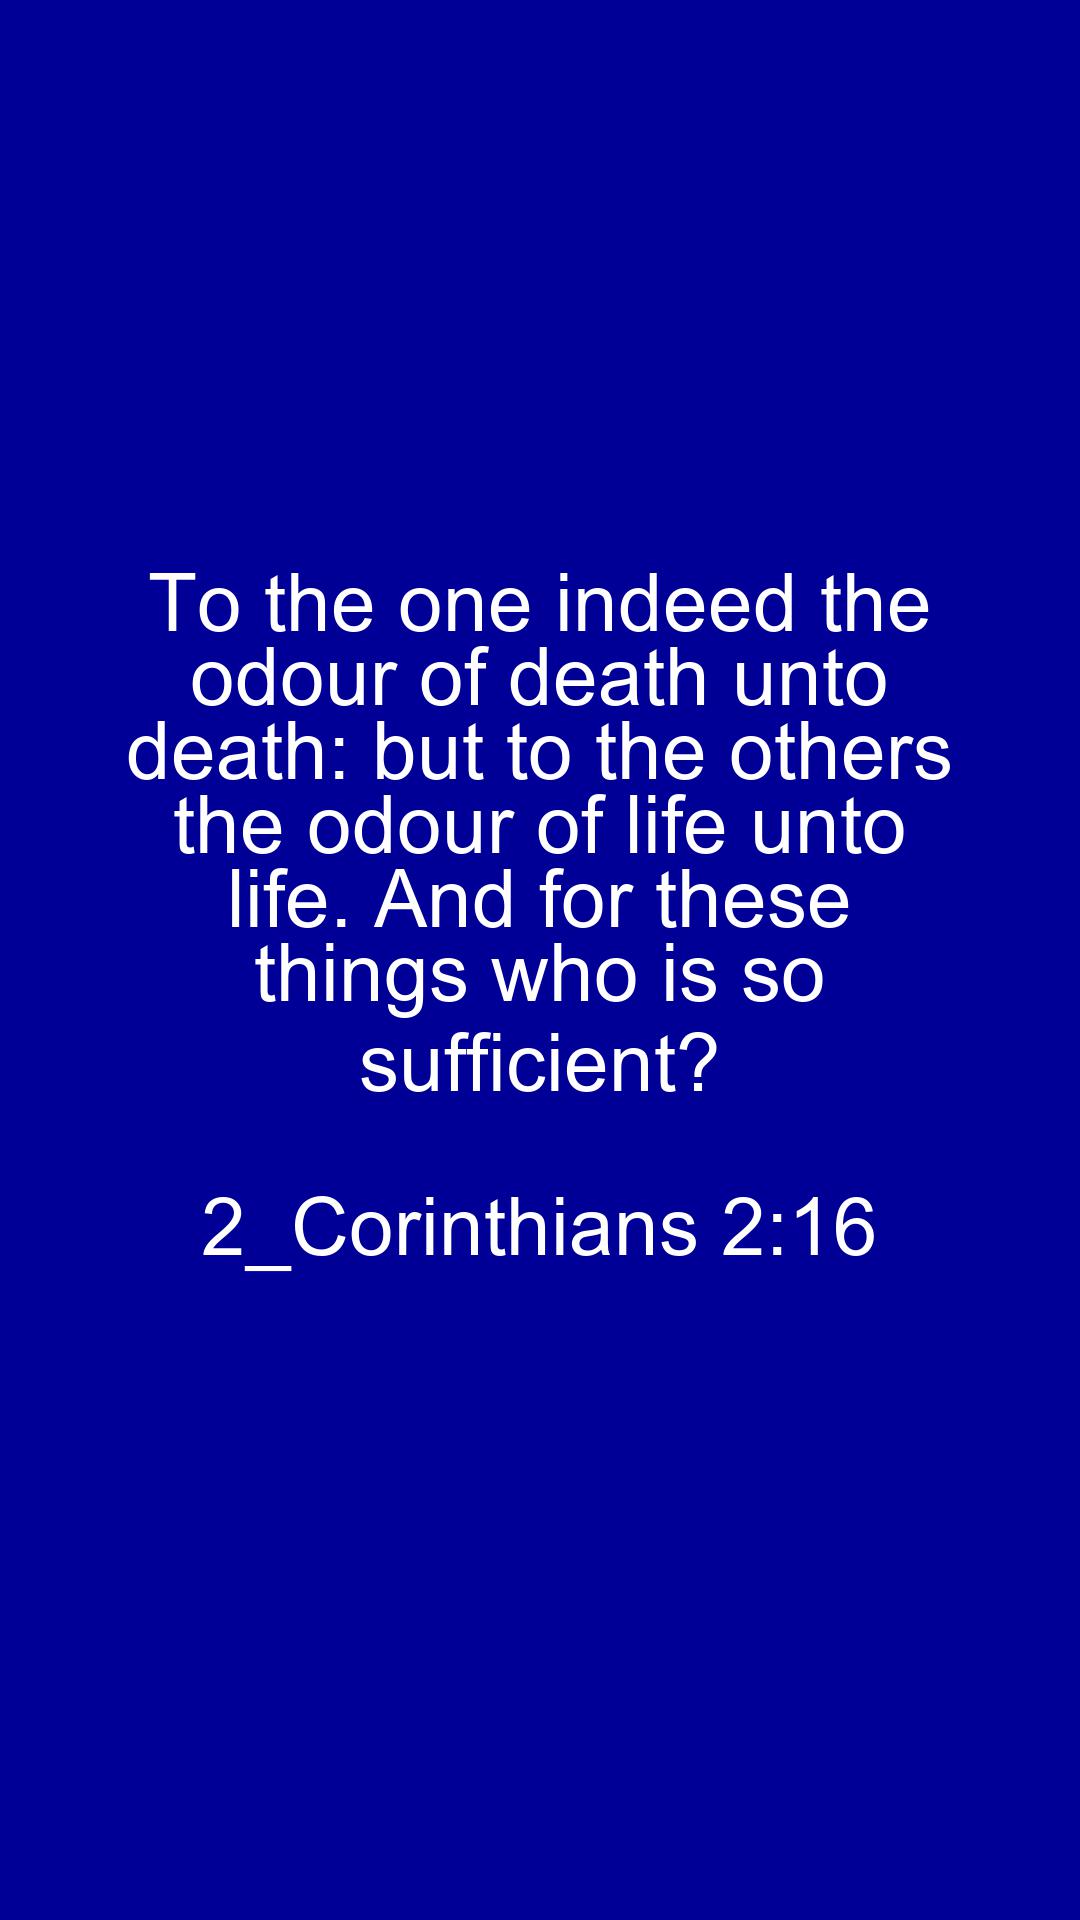 To the one indeed the
odour of death unto
death: but to the others
the odour of life unto
life. And for these
things who is so
sufficient?
2_Corinthians 2:16